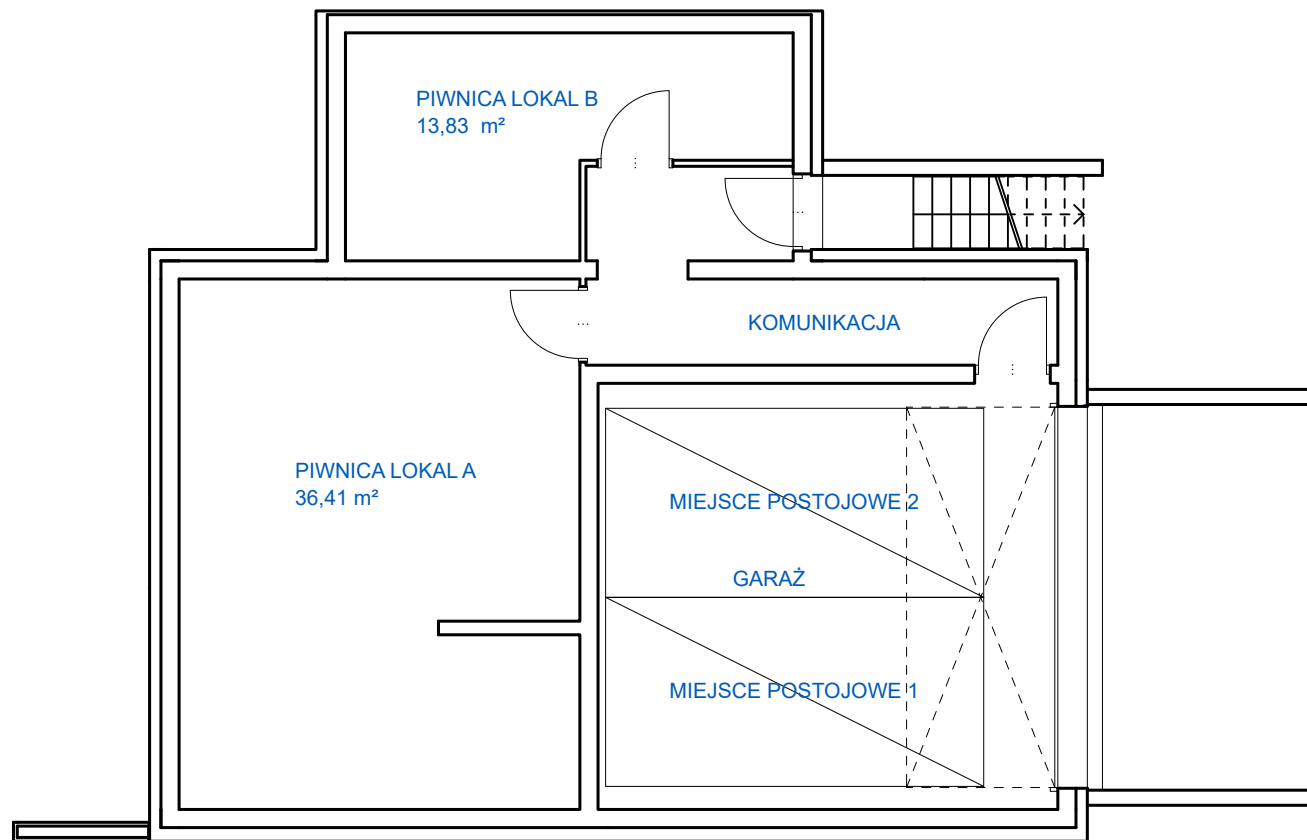 PIWNICA LOKAL B
13,83 m²
KOMUNIKACJA
PIWNICA LOKAL A
36,41 m²
MIEJSCE POSTOJOWE 2
GARAŻ
MIEJSCE POSTOJOWE 1